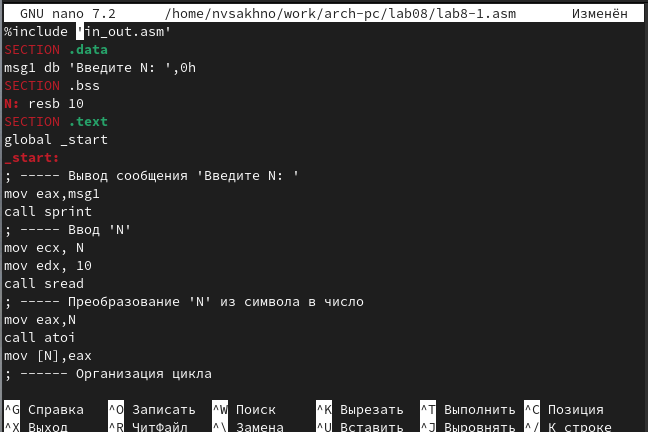 GNU nano 7.2 /home/nvsakhno/work/arch-pc/lab08/lab8-1.asm Изменён
%include 'in_out.asm'
SECTION .data
msg1 db 'Введите N: ',0h
SECTION .bss
N: resb 10
SECTION .text
global _start
_start:
; ----- Вывод сообщения 'Введите N: '
mov eax,msg1
call sprint
; ----- Ввод 'N'
mov ecx, N
mov edx, 10
call sread
; ----- Преобразование 'N' из символа в число
mov eax,N
call atoi
mov [N],eax
; ------ Организация цикла
^G Справка ^O Записать ^W Поиск ^K Вырезать ^T Выполнить ^C Позиция
^X Выход ^R ЧитФайл ^\ Замена ^U Вставить ^J Выровнять ^/ К строке